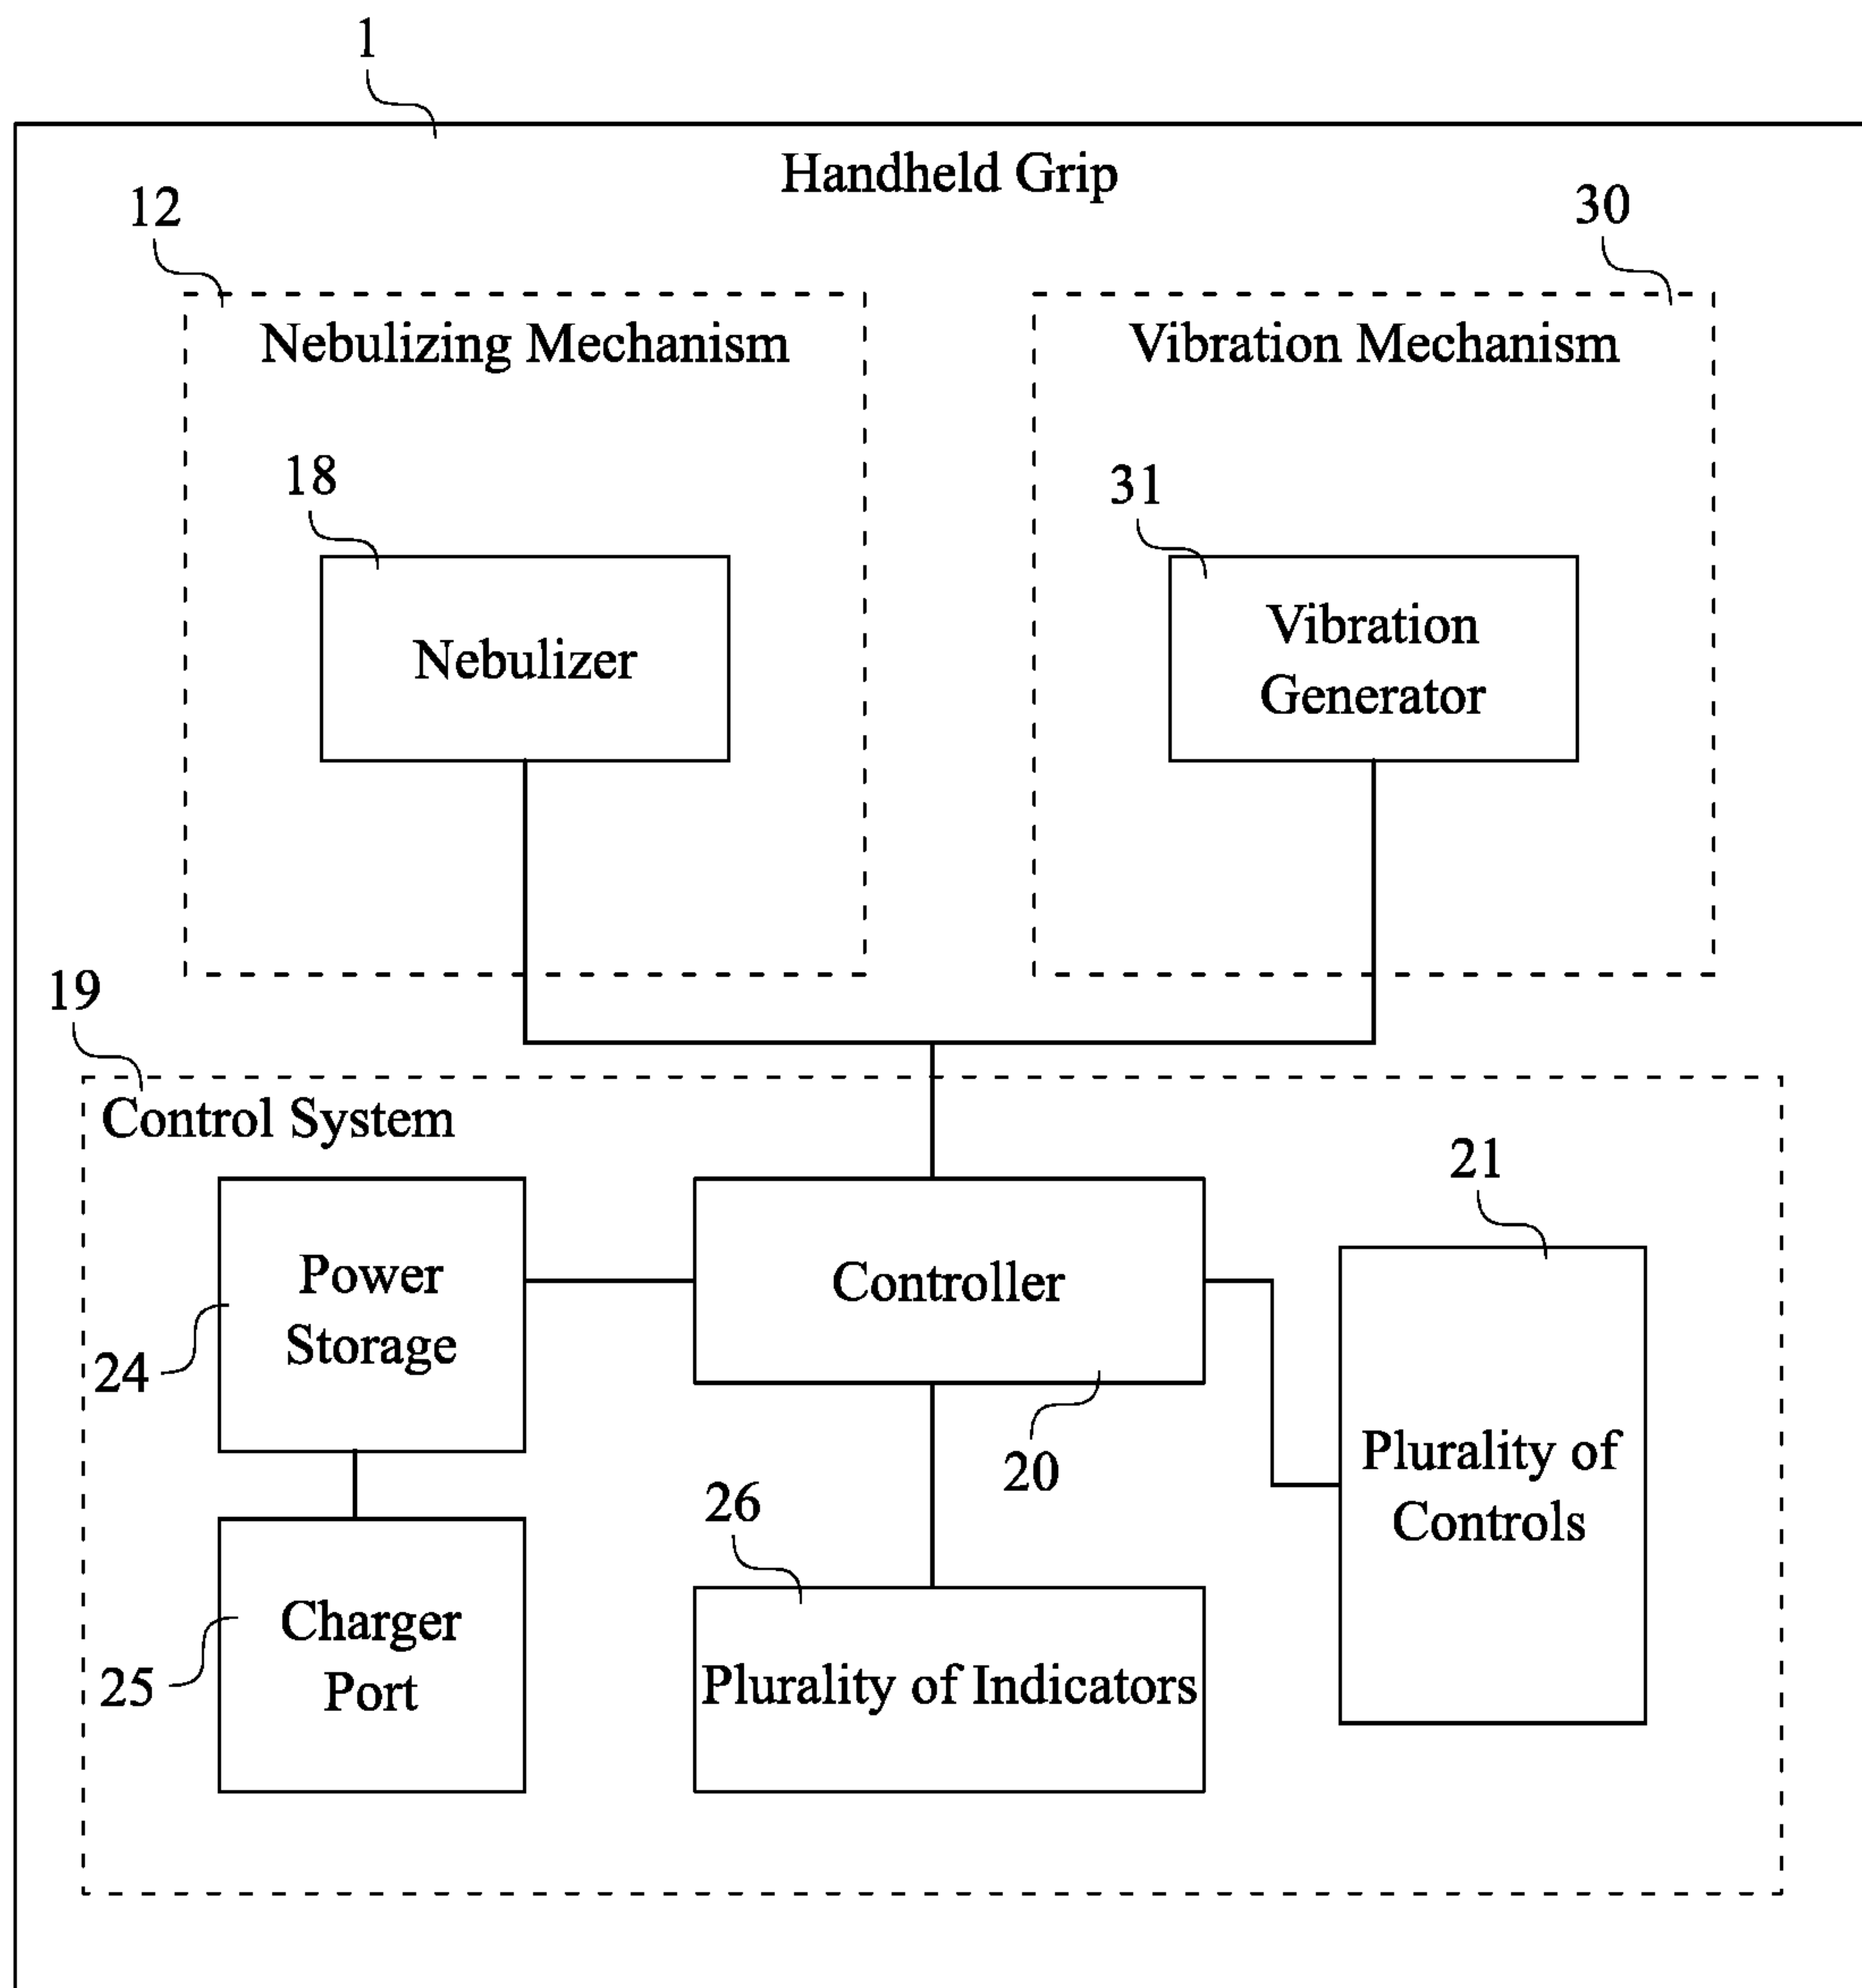 1
Handheld Grip
12
30
Nebulizing Mechanism
Vibration Mechanism
18
31
Nebulizer
Vibration
Generator
19
Control System
21
Power
Storage
Controller
24
20
Plurality of
Controls
26
Charger
Port
25
Plurality of Indicators